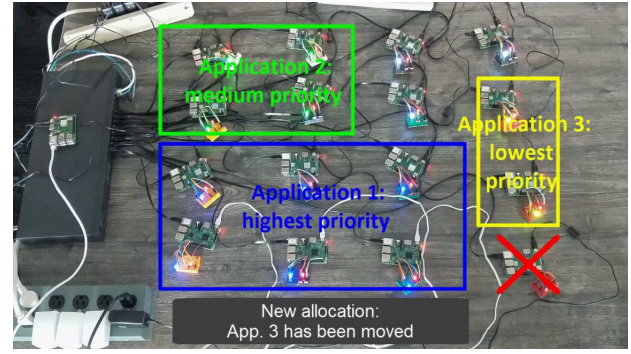 Application 2:
medium priority
Application 3:
lowest
priority
Application 1:
highest priority
New allocation:
App. 3 has been moved